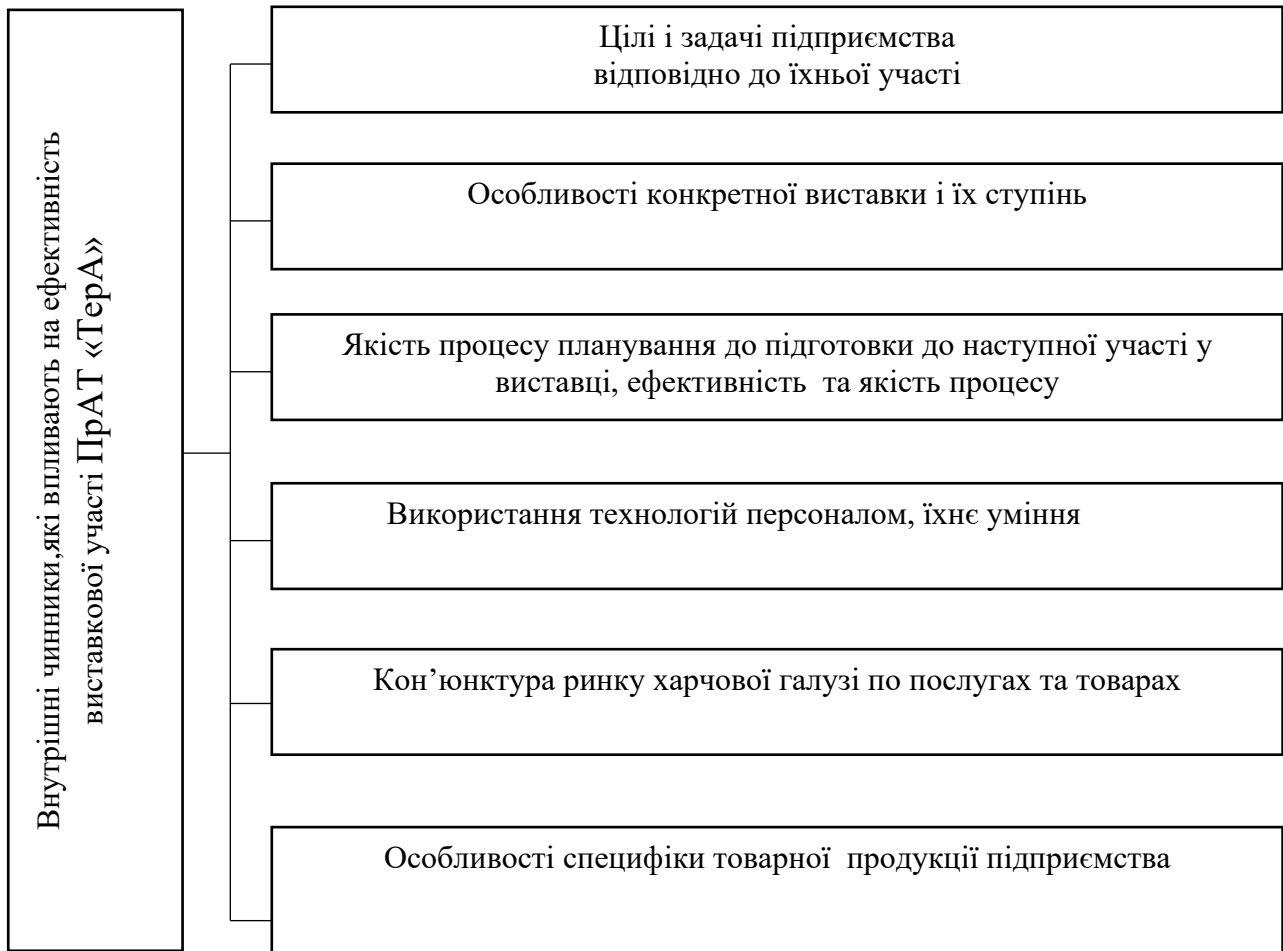 Внутрішні чинники,які впливають на ефективність
виставкової участі ПрАТ «ТерА»
Цілі і задачі підприємства
відповідно до їхньої участі
Особливості конкретної виставки і їх ступінь
Якість процесу планування до підготовки до наступної участі у
виставці, ефективність та якість процесу
Використання технологій персоналом, їхнє уміння
Кон’юнктура ринку харчової галузі по послугах та товарах
Особливості специфіки товарної продукції підприємства